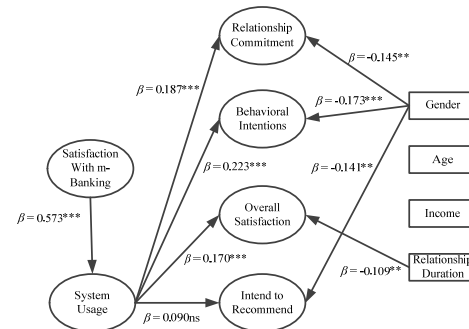 Relationship
Commitment
β=-0.145**
β=0.187***
β=-0.173***
Gender
Behavioral
Intentions
Satisfaction
With m-
Banking
β=0.223***
β=-0.141**
Age
β=0.573***
Overall
Satisfaction
Income
β=0.170***
Relationship
Duration
β=-0.109**
System
Usage
Intend to
Recommend
β=0.090ns